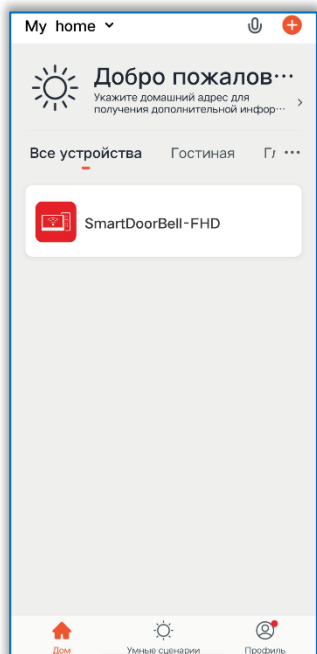 My home
Добро пожалов...
Укажите домашний адрес для
получения дополнительной инфор...
Все устройства Гостиная Гл ...
SmartDoorBell-FHD
Дом Умные сценарии Профиль